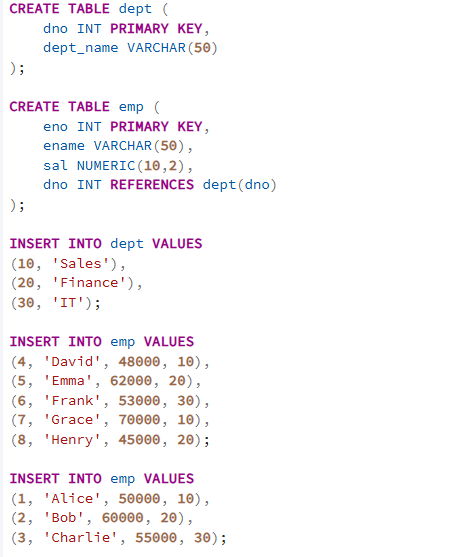 CREATE TABLE dept (
    dno INT PRIMARY KEY,
    dept_name VARCHAR(50)
);

CREATE TABLE emp (
    eno INT PRIMARY KEY,
    ename VARCHAR(50),
    sal NUMERIC(10,2),
    dno INT REFERENCES dept(dno)
);

INSERT INTO dept VALUES
(10, 'Sales'),
(20, 'Finance'),
(30, 'IT');

INSERT INTO emp VALUES
(4, 'David', 48000, 10),
(5, 'Emma', 62000, 20),
(6, 'Frank', 53000, 30),
(7, 'Grace', 70000, 10),
(8, 'Henry', 45000, 20);

INSERT INTO emp VALUES
(1, 'Alice', 50000, 10),
(2, 'Bob', 60000, 20),
(3, 'Charlie', 55000, 30);